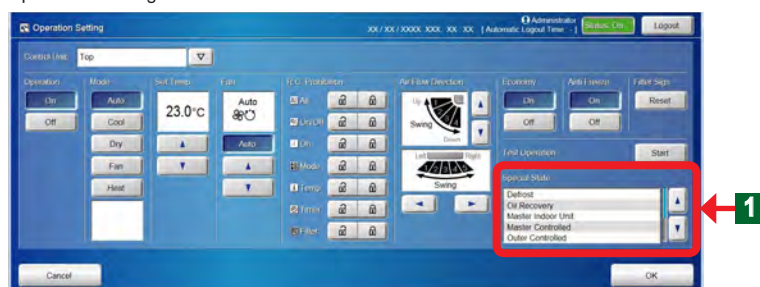 Operation Setting
XX / XX / XXXX XXX XX : XX [ Automatic Logout Time : - ]
Administrator
Status: On
Logout
Control Unit: Top
Operation
On
Off
Mode
Auto
Cool
Dry
Fan
Heat
Set Temp.
23.0°C
Fan
Auto
Auto
R.C. Prohibition
All
On/Off
On
Mode
Temp.
Timer
Filter
Air Flow Direction
Up
Swing
Down
Left
Right
Swing
Economy
On
Off
Anti Freeze
On
Off
Filter Sign
Reset
Test Operation
Start
Special State
Defrost
Oil Recovery
Master Indoor Unit
Master Controlled
Outer Controlled
1
Cancel
OK